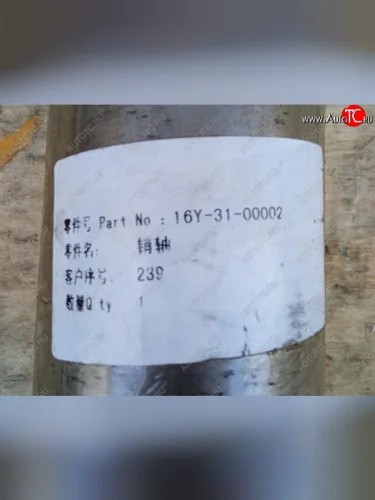 www.AutoTC.ru
零件号 Part No : 16Y-31-00002
零件名: 销轴
客户序号: 239
数量Q'ty 1